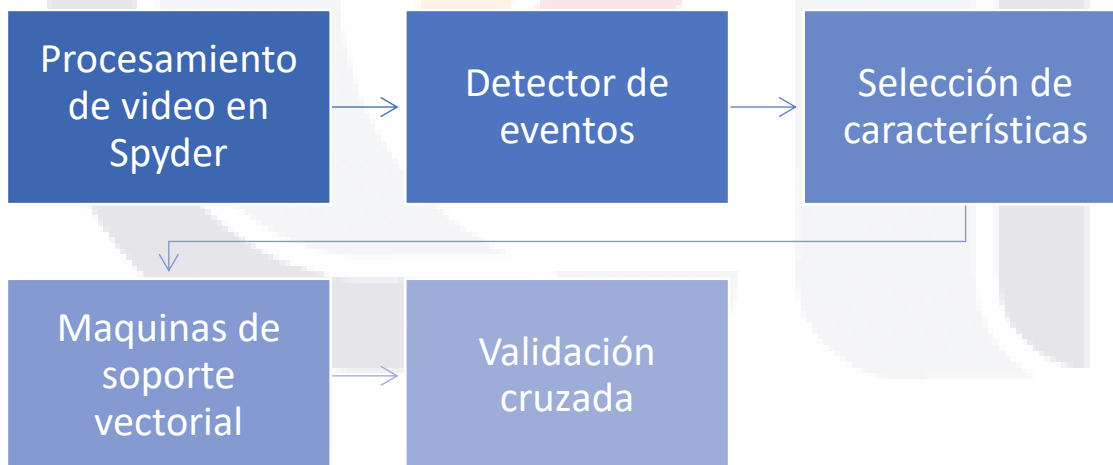 Procesamiento
de video en
Spyder
Detector de
eventos
Selección de
características
Maquinas de
soporte
vectorial
Validación
cruzada